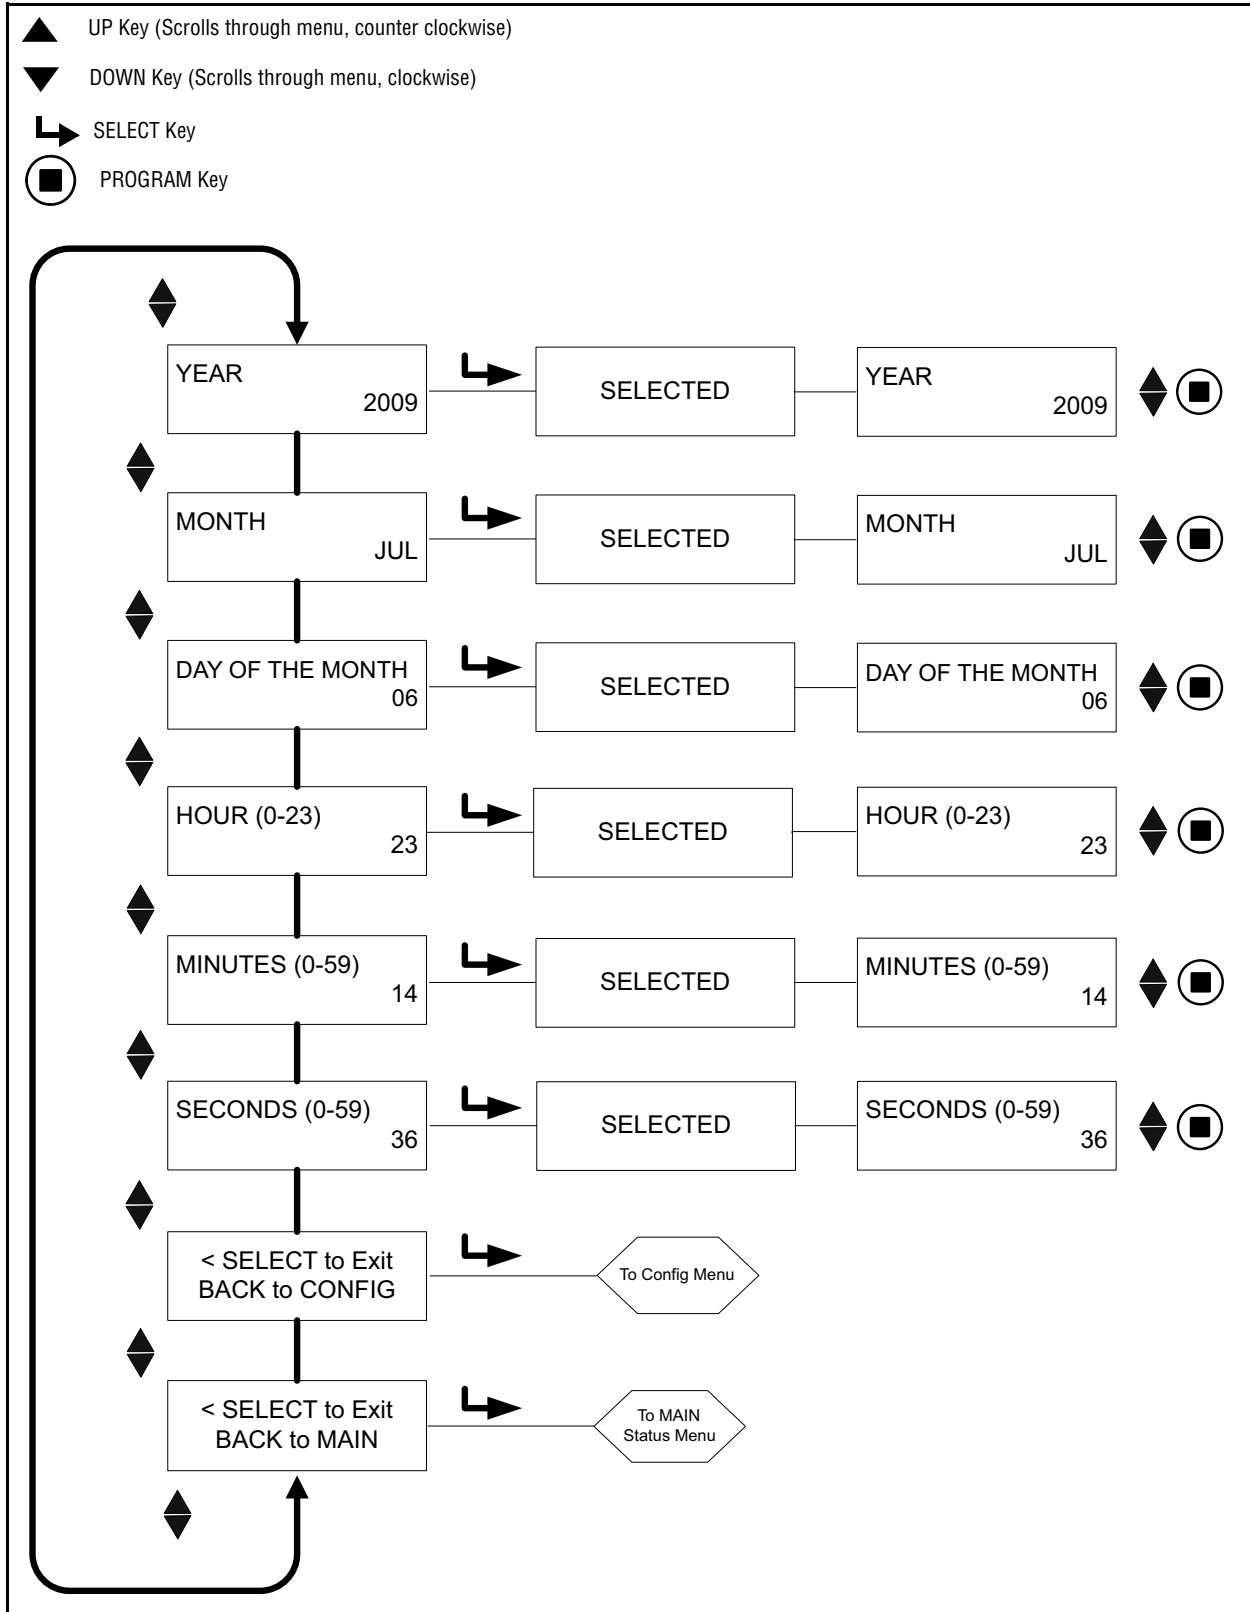 UP Key (Scrolls through menu, counter clockwise)
DOWN Key (Scrolls through menu, clockwise)
SELECT Key
PROGRAM Key
YEAR
2009
SELECTED
YEAR
2009
MONTH
JUL
SELECTED
MONTH
JUL
DAY OF THE MONTH
06
SELECTED
DAY OF THE MONTH
06
HOUR (0-23)
23
SELECTED
HOUR (0-23)
23
MINUTES (0-59)
14
SELECTED
MINUTES (0-59)
14
SECONDS (0-59)
36
SELECTED
SECONDS (0-59)
36
< SELECT to Exit
BACK to CONFIG
To Config Menu
< SELECT to Exit
BACK to MAIN
To MAIN
Status Menu